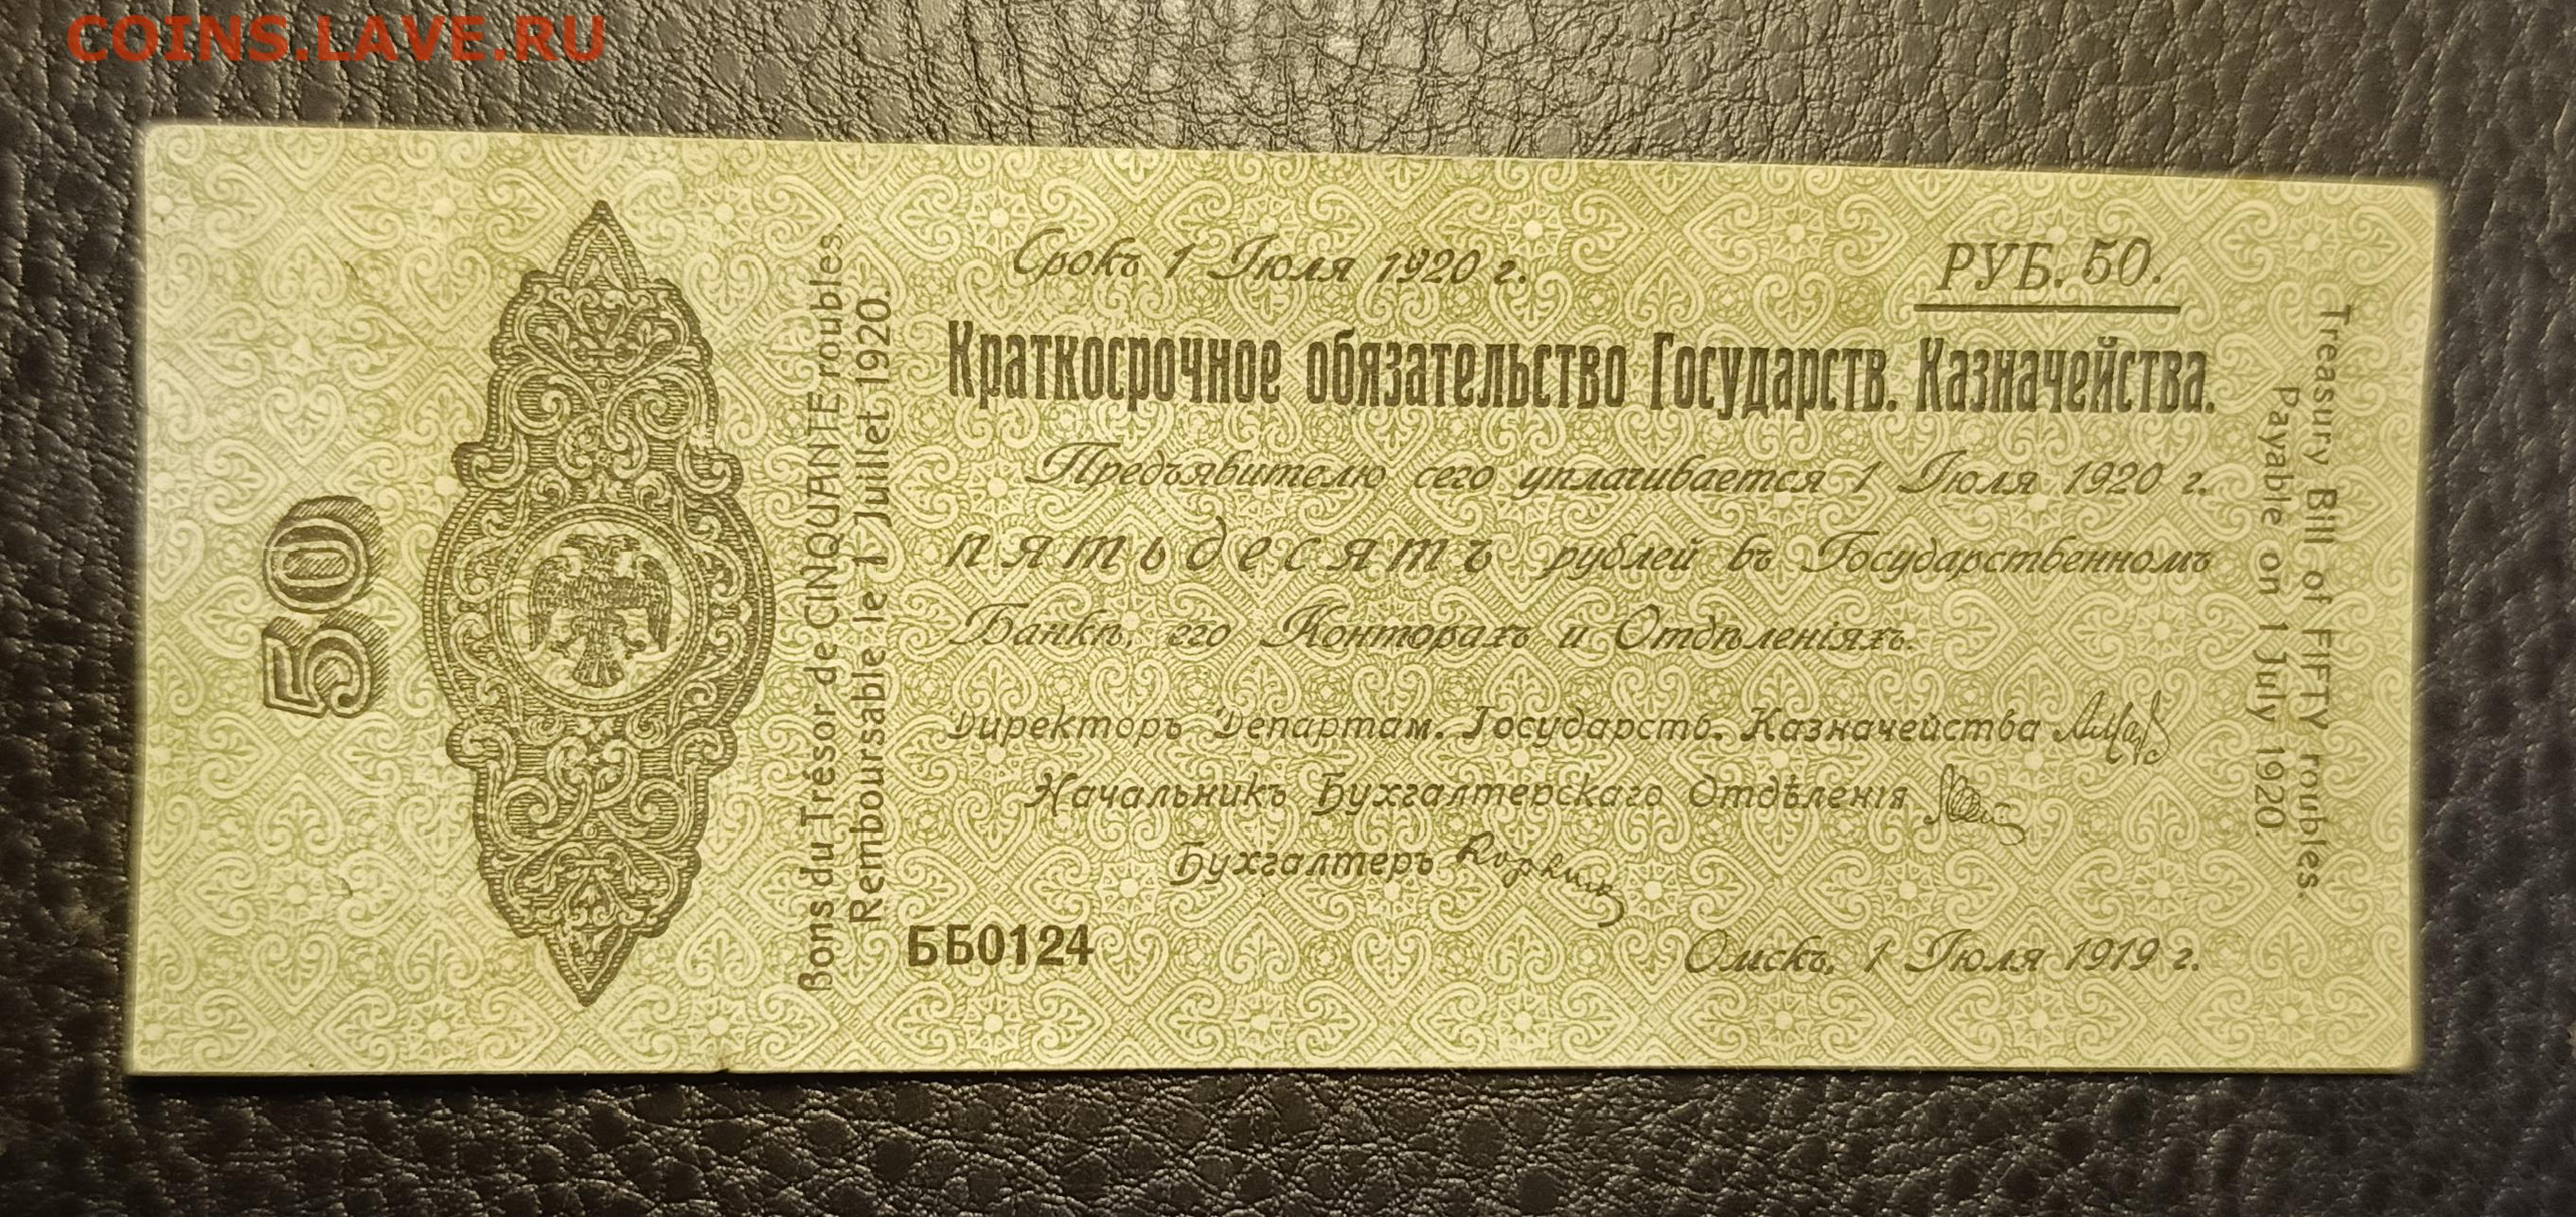 COINS.LAVE.RU
50
Bons du Trésor de CINQUANTE roubles.
Remboursable le 1 Juillet 1920.
Срокъ 1 Іюля 1920 г.
РУБ. 50.
Краткосрочное обязательство Государств. Казначейства.
Предъявителю сего уплачивается 1 Іюля 1920 г.
пятьдесятъ рублей въ Государственномъ
Банкѣ, его Конторахъ и Отдѣленіяхъ.
Директоръ Департам. Государств. Казначейства
Начальникъ Бухгалтерскаго Отдѣленія
Бухгалтеръ
ББ0124
Омскъ, 1 Іюля 1919 г.
Treasury Bill of FIFTY roubles.
Payable on 1 July 1920.